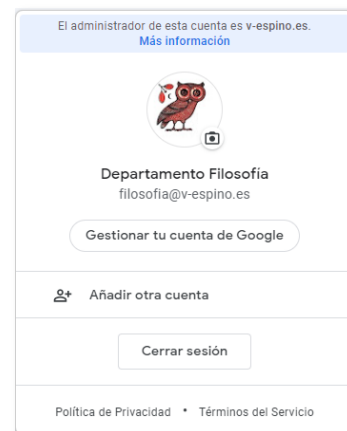 El administrador de esta cuenta es v-espino.es.
Más información
Departamento Filosofía
filosofia@v-espino.es
Gestionar tu cuenta de Google
Añadir otra cuenta
Cerrar sesión
Política de Privacidad • Términos del Servicio